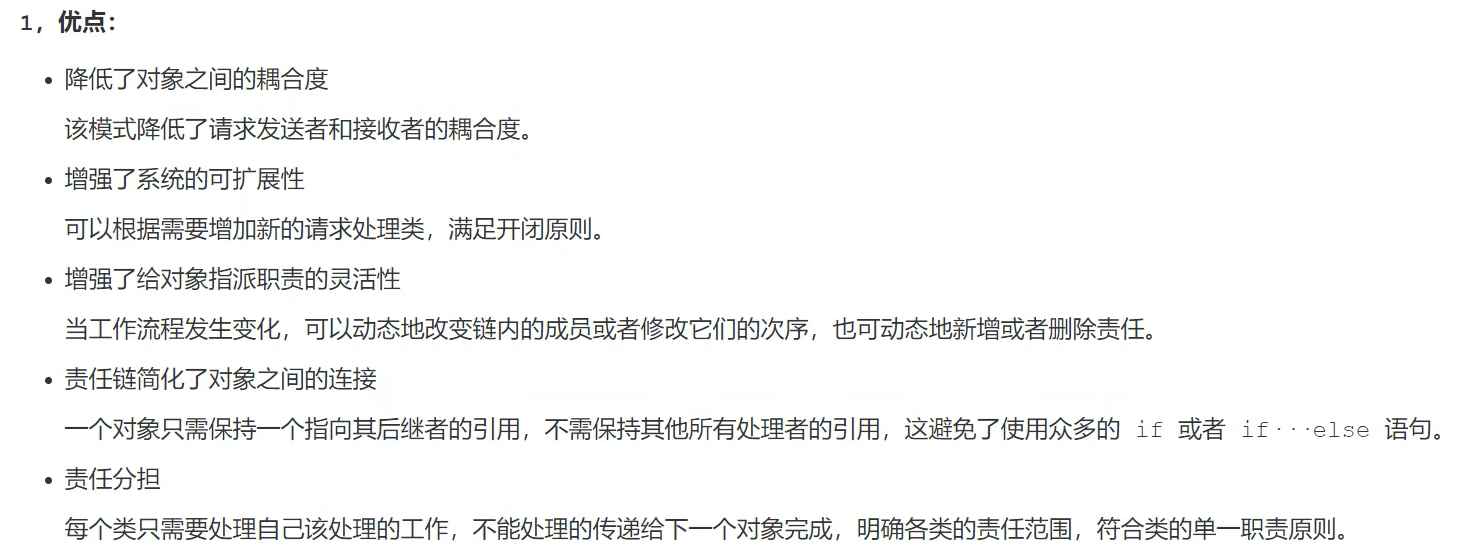 1，优点：
• 降低了对象之间的耦合度
该模式降低了请求发送者和接收者的耦合度。
• 增强了系统的可扩展性
可以根据需要增加新的请求处理类，满足开闭原则。
• 增强了给对象指派职责的灵活性
当工作流程发生变化，可以动态地改变链内的成员或者修改它们的次序，也可动态地新增或者删除责任。
• 责任链简化了对象之间的连接
一个对象只需保持一个指向其后继者的引用，不需保持其他所有处理者的引用，这避免了使用众多的 if 或者 if···else 语句。
• 责任分担
每个类只需要处理自己该处理的工作，不能处理的传递给下一个对象完成，明确各类的责任范围，符合类的单一职责原则。